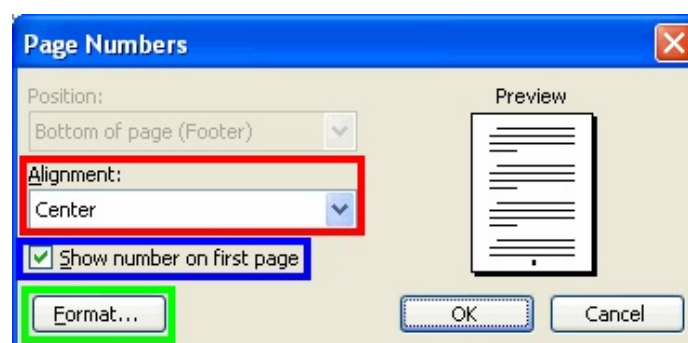 Page Numbers
Position:
Preview
Bottom of page (Footer)
Alignment:
Center
Show number on first page
Format...
OK
Cancel